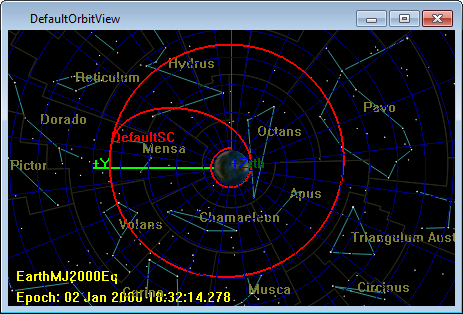 DefaultOrbitView
Hydrus
Reticulum
Pavo
Dorado
Octans
DefaultSC
Mensa
+Y
Pictor
Apus
Chamaeleon
Volans
Triangulum Aust
EarthMJ2000Eq
Epoch: 02 Jan 2000 18:32:14.278
Carina
Musca
Circinus